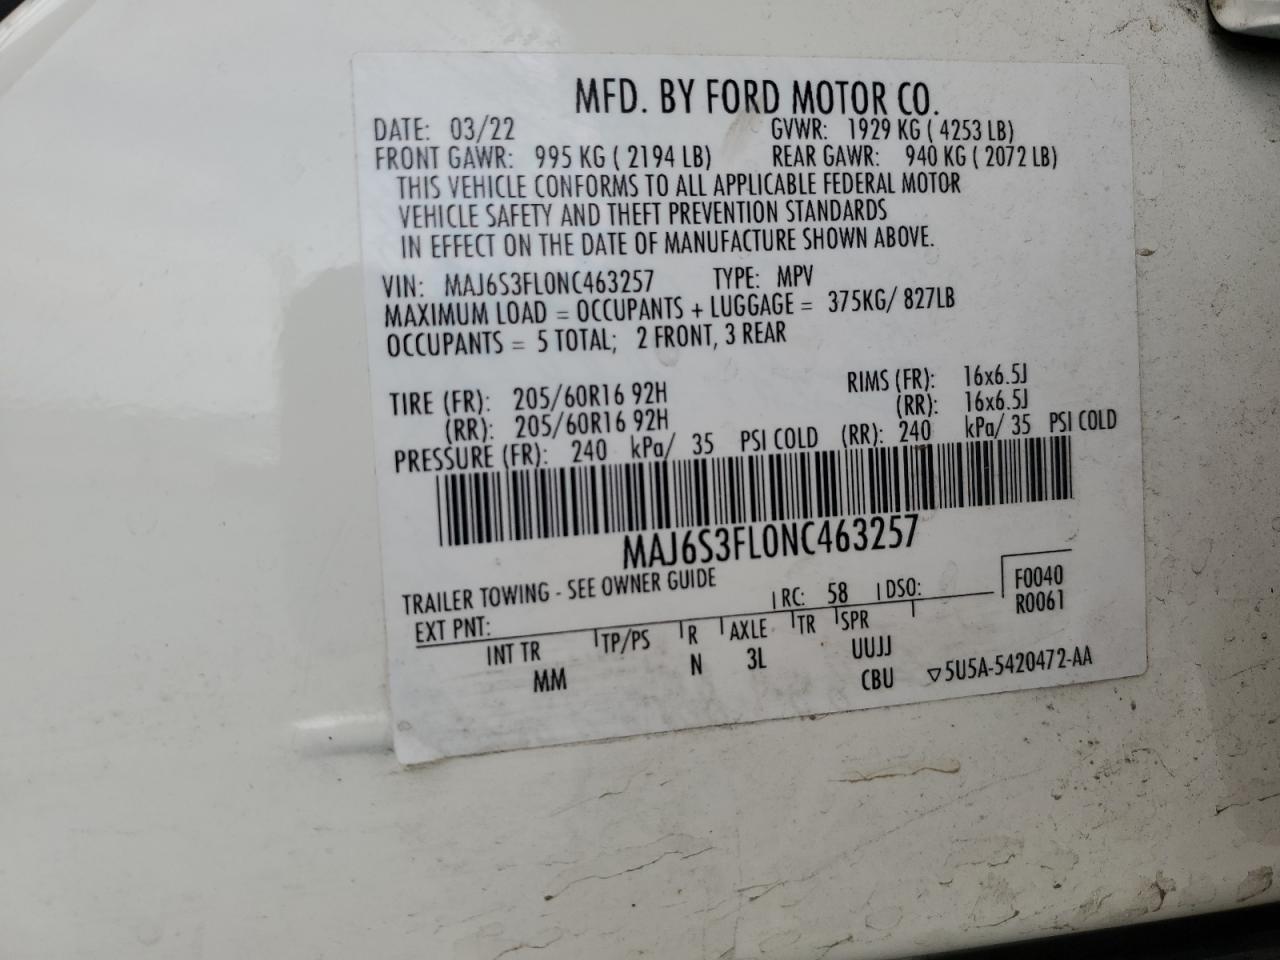 MFD. BY FORD MOTOR CO.
DATE: 03/22 GVWR: 1929 KG ( 4253 LB)
FRONT GAWR: 995 KG ( 2194 LB) REAR GAWR: 940 KG ( 2072 LB)
THIS VEHICLE CONFORMS TO ALL APPLICABLE FEDERAL MOTOR
VEHICLE SAFETY AND THEFT PREVENTION STANDARDS
IN EFFECT ON THE DATE OF MANUFACTURE SHOWN ABOVE.
VIN: MAJ6S3FL0NC463257 TYPE: MPV
MAXIMUM LOAD = OCCUPANTS + LUGGAGE = 375KG/ 827LB
OCCUPANTS = 5 TOTAL; 2 FRONT, 3 REAR
TIRE (FR): 205/60R16 92H RIMS (FR): 16x6.5J
(RR): 205/60R16 92H (RR): 16x6.5J
PRESSURE (FR): 240 kPa/ 35 PSI COLD (RR): 240 kPa/ 35 PSI COLD
MAJ6S3FL0NC463257
TRAILER TOWING - SEE OWNER GUIDE
EXT PNT: RC: 58 DSO: F0040
R0061
INT TR TP/PS R AXLE TR SPR
MM N 3L UUJJ
CBU ▽5U5A-5420472-AA